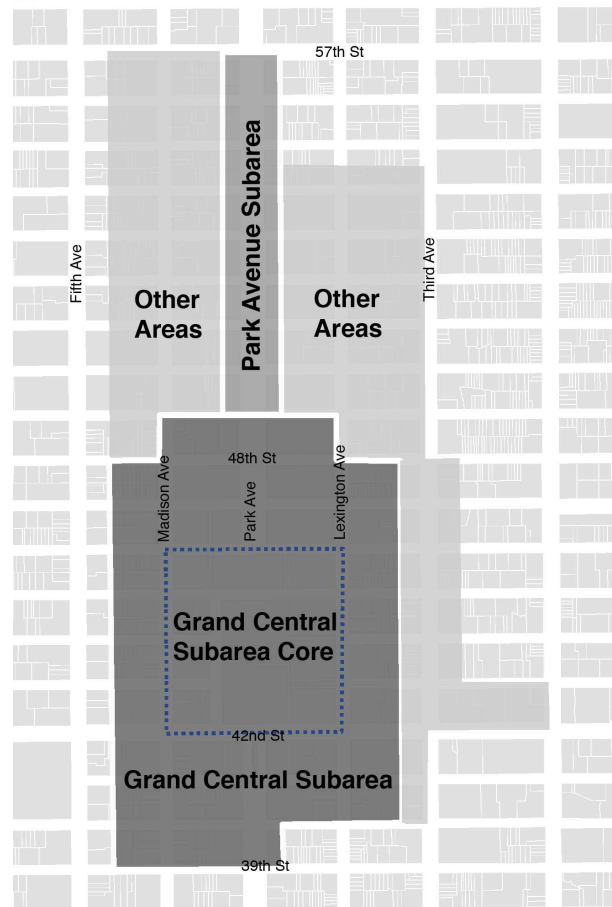 57th St
Park Avenue Subarea
Fifth Ave
Third Ave
Other
Areas
Other
Areas
48th St
Madison Ave
Park Ave
Lexington Ave
Grand Central
Subarea Core
42nd St
Grand Central Subarea
39th St